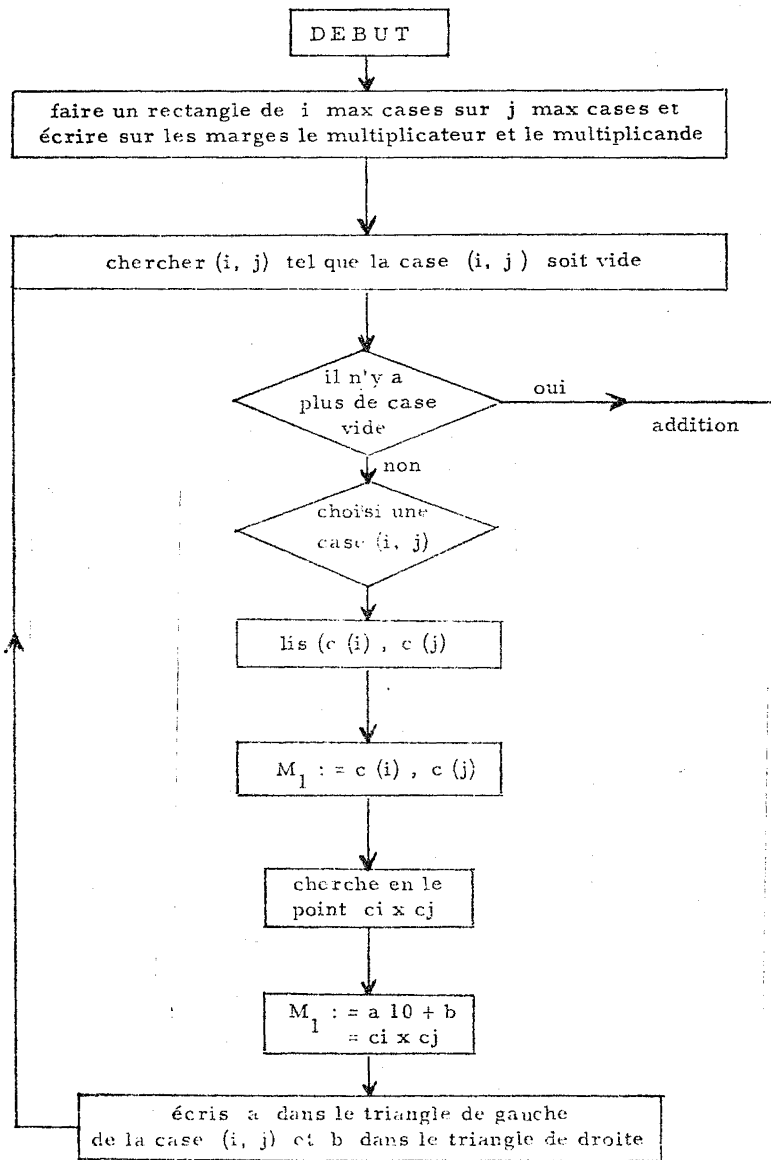 DEBUT
faire un rectangle de i max cases sur j max cases et
écrire sur les marges le multiplicateur et le multiplicande
chercher (i, j) tel que la case (i, j ) soit vide
il n'y a
plus de case
vide
oui
addition
non
choisi une
case (i, j)
lis (c (i) , c (j)
M1 : = c (i) , c (j)
cherche en le
point ci x cj
M1 : = a 10 + b
= ci x cj
écris a dans le triangle de gauche
de la case (i, j) et b dans le triangle de droite